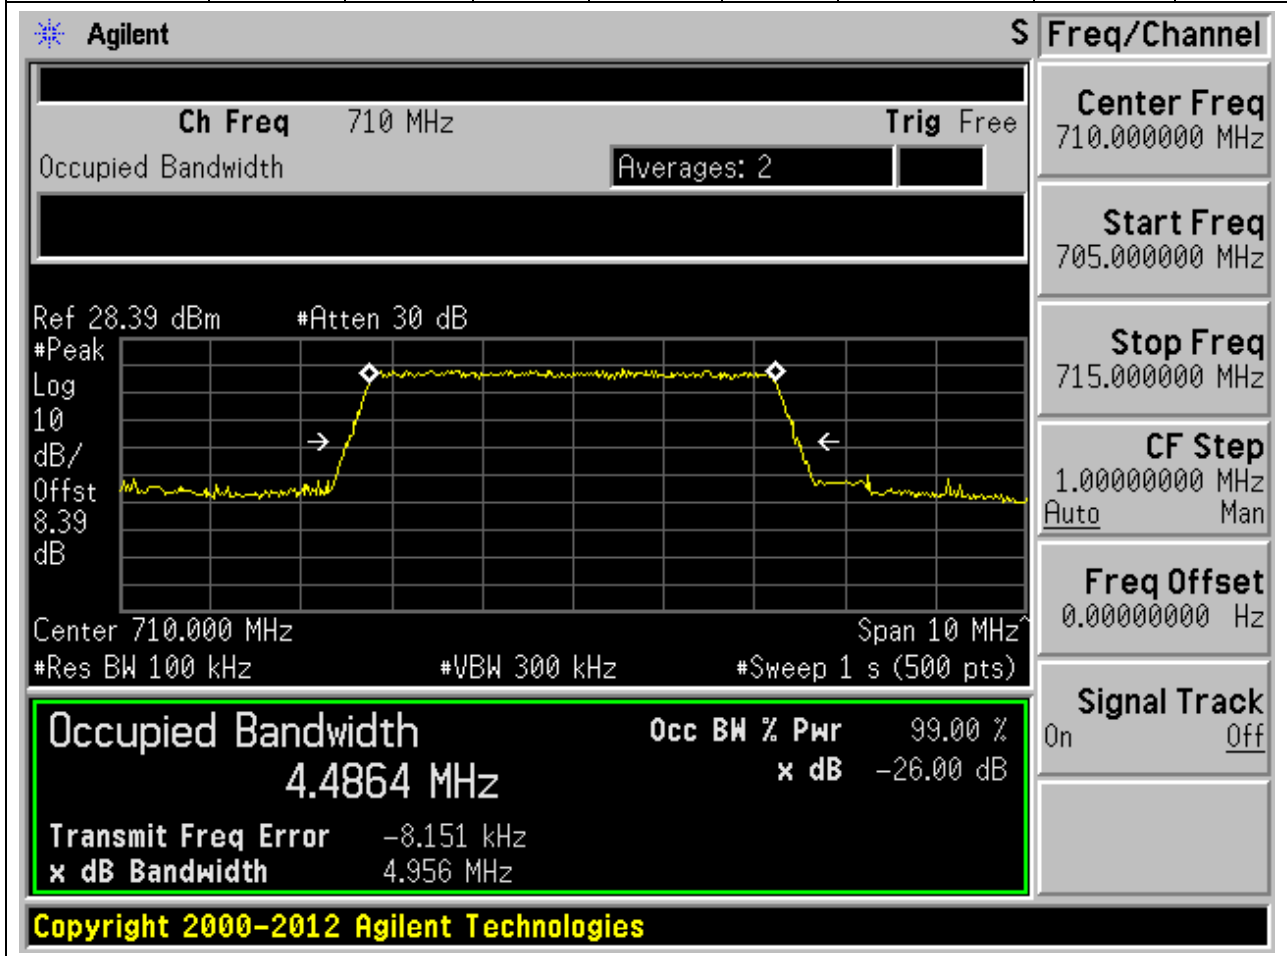 Agilent S
Ch Freq 710 MHz Trig Free
Occupied Bandwidth Averages: 2
Ref 28.39 dBm #Atten 30 dB
#Peak
Log
10
dB/
Offst
8.39
dB
Center 710.000 MHz Span 10 MHz^
#Res BW 100 kHz #VBW 300 kHz #Sweep 1 s (500 pts)
Occupied Bandwidth Occ BW % Pwr 99.00 %
4.4864 MHz x dB -26.00 dB
Transmit Freq Error -8.151 kHz
x dB Bandwidth 4.956 MHz
Copyright 2000-2012 Agilent Technologies
Freq/Channel
Center Freq
710.000000 MHz
Start Freq
705.000000 MHz
Stop Freq
715.000000 MHz
CF Step
1.00000000 MHz
Auto Man
Freq Offset
0.00000000 Hz
Signal Track
On Off